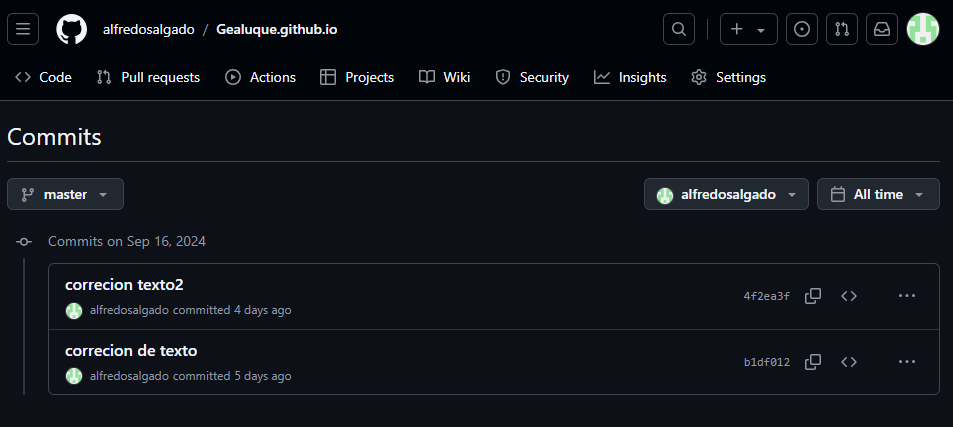 alfredosalgado / Gealuque.github.io
Code Pull requests Actions Projects Wiki Security Insights Settings
Commits
master alfredosalgado All time
Commits on Sep 16, 2024
correcion texto2
4f2ea3f
alfredosalgado committed 4 days ago
correcion de texto
b1df012
alfredosalgado committed 5 days ago